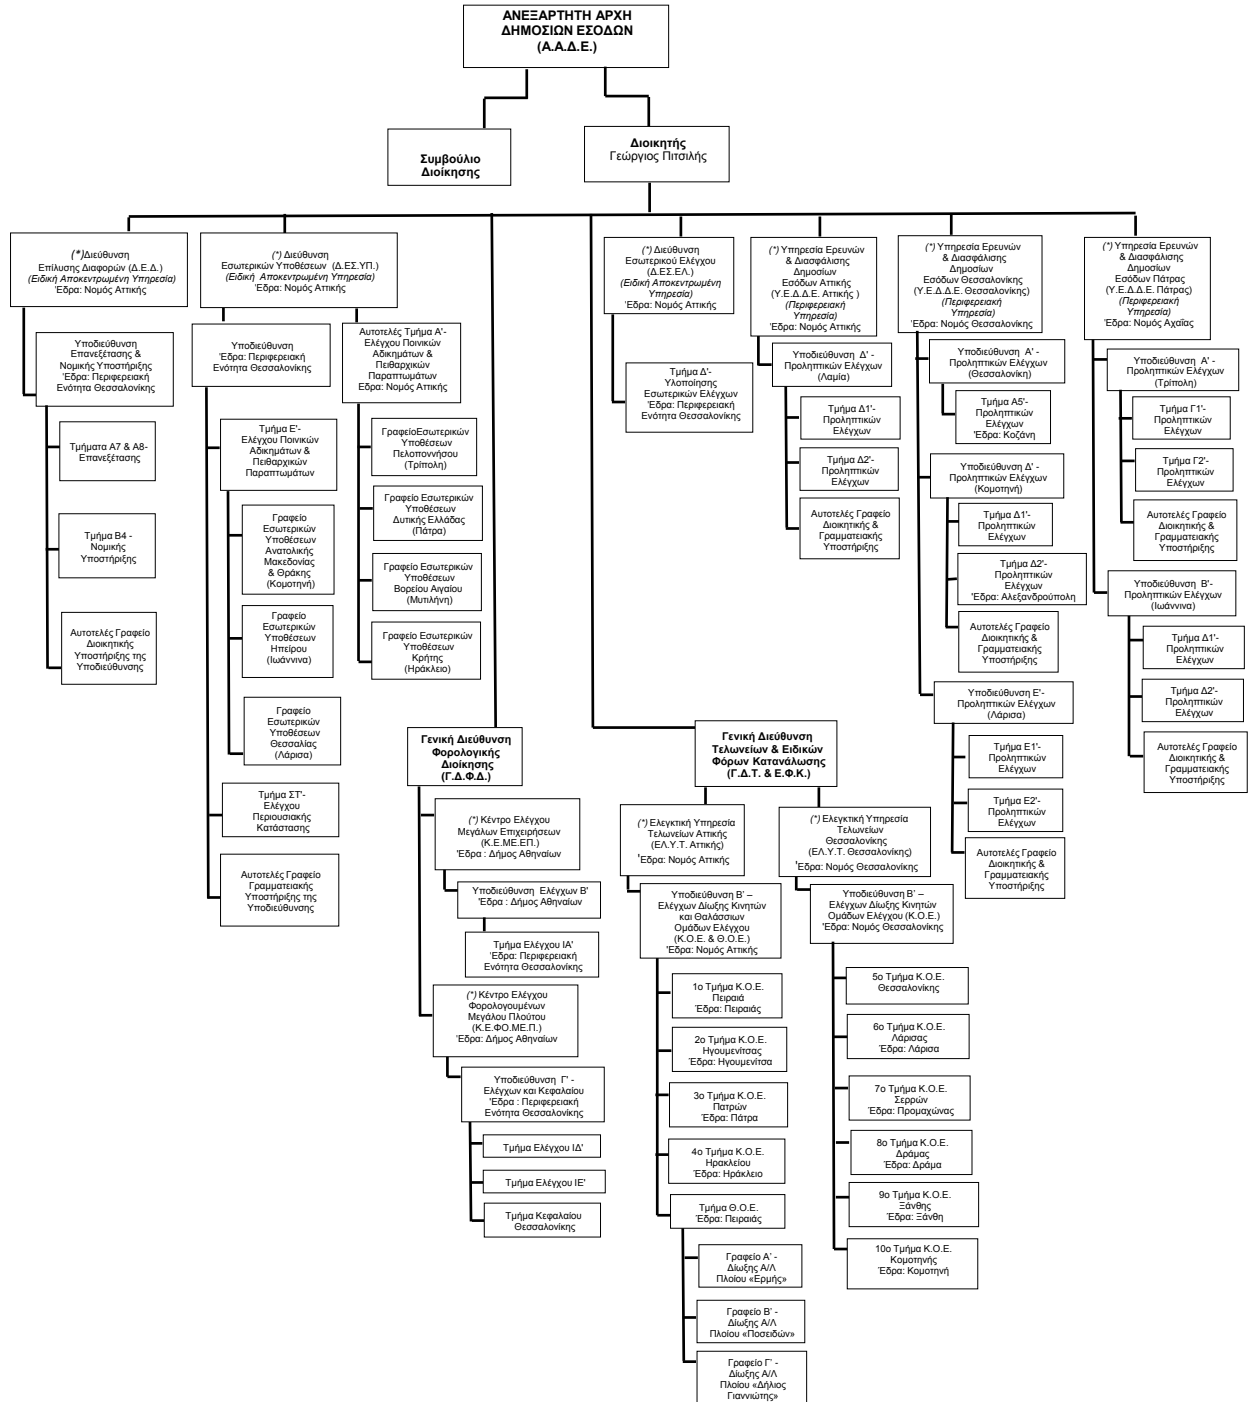 ΑΝΕΞΑΡΤΗΤΗ ΑΡΧΗ
ΔΗΜΟΣΙΩΝ ΕΣΟΔΩΝ
(Α.Α.Δ.Ε.)
Συμβούλιο
Διοίκησης
Διοικητής
Γεώργιος Πιτσιλής
(*)Διεύθυνση
Επίλυσης Διαφορών (Δ.Ε.Δ.)
(Ειδική Αποκεντρωμένη Υπηρεσία)
Έδρα: Νομός Αττικής
Υποδιεύθυνση
Επανεξέτασης &
Νομικής Υποστήριξης
Έδρα: Περιφερειακή
Ενότητα Θεσσαλονίκης
Τμήματα Α7 & Α8-
Επανεξέτασης
Τμήμα Β4 -
Νομικής
Υποστήριξης
Αυτοτελές Γραφείο
Διοικητικής
Υποστήριξης της
Υποδιεύθυνσης
(*) Διεύθυνση
Εσωτερικών Υποθέσεων (Δ.ΕΣ.ΥΠ.)
(Ειδική Αποκεντρωμένη Υπηρεσία)
Έδρα: Νομός Αττικής
Υποδιεύθυνση
Έδρα: Περιφερειακή
Ενότητα Θεσσαλονίκης
Τμήμα Ε'-
Ελέγχου Ποινικών
Αδικημάτων &
Πειθαρχικών
Παραπτωμάτων
Γραφείο
Εσωτερικών
Υποθέσεων
Ανατολικής
Μακεδονίας
& Θράκης
(Κομοτηνή)
Γραφείο
Εσωτερικών
Υποθέσεων
Ηπείρου
(Ιωάννινα)
Γραφείο
Εσωτερικών
Υποθέσεων
Θεσσαλίας
(Λάρισα)
Τμήμα ΣΤ'-
Ελέγχου
Περιουσιακής
Κατάστασης
Αυτοτελές Γραφείο
Γραμματειακής
Υποστήριξης της
Υποδιεύθυνσης
Αυτοτελές Τμήμα Α'-
Ελέγχου Ποινικών
Αδικημάτων &
Πειθαρχικών
Παραπτωμάτων
Έδρα: Νομός Αττικής
ΓραφείοΕσωτερικών
Υποθέσεων
Πελοποννήσου
(Τρίπολη)
Γραφείο Εσωτερικών
Υποθέσεων
Δυτικής Ελλάδας
(Πάτρα)
Γραφείο Εσωτερικών
Υποθέσεων
Βορείου Αιγαίου
(Μυτιλήνη)
Γραφείο Εσωτερικών
Υποθέσεων
Κρήτης
(Ηράκλειο)
Γενική Διεύθυνση
Φορολογικής
Διοίκησης
(Γ.Δ.Φ.Δ.)
(*) Κέντρο Ελέγχου
Μεγάλων Επιχειρήσεων
(Κ.Ε.ΜΕ.ΕΠ.)
Έδρα : Δήμος Αθηναίων
Υποδιεύθυνση Ελέγχων Β'
Έδρα : Δήμος Αθηναίων
Τμήμα Ελέγχου ΙΑ'
Έδρα: Περιφερειακή
Ενότητα Θεσσαλονίκης
(*) Κέντρο Ελέγχου
Φορολογουμένων
Μεγάλου Πλούτου
(Κ.Ε.ΦΟ.ΜΕ.Π.)
Έδρα: Δήμος Αθηναίων
Υποδιεύθυνση Γ' -
Ελέγχων και Κεφαλαίου
Έδρα : Περιφερειακή
Ενότητα Θεσσαλονίκης
Τμήμα Ελέγχου ΙΔ'
Τμήμα Ελέγχου ΙΕ'
Τμήμα Κεφαλαίου
Θεσσαλονίκης
Γενική Διεύθυνση
Τελωνείων & Ειδικών
Φόρων Κατανάλωσης
(Γ.Δ.Τ. & Ε.Φ.Κ.)
(*) Ελεγκτική Υπηρεσία
Τελωνείων Αττικής
(ΕΛ.Υ.Τ. Αττικής)
Έδρα: Νομός Αττικής
Υποδιεύθυνση Β' –
Ελέγχων Δίωξης Κινητών
και Θαλάσσιων
Ομάδων Ελέγχου
(Κ.Ο.Ε. & Θ.Ο.Ε.)
Έδρα: Νομός Αττικής
1ο Τμήμα Κ.Ο.Ε.
Πειραιά
Έδρα: Πειραιάς
2ο Τμήμα Κ.Ο.Ε.
Ηγουμενίτσας
Έδρα: Ηγουμενίτσα
3ο Τμήμα Κ.Ο.Ε.
Πατρών
Έδρα: Πάτρα
4ο Τμήμα Κ.Ο.Ε.
Ηρακλείου
Έδρα: Ηράκλειο
Τμήμα Θ.Ο.Ε.
Έδρα: Πειραιάς
Γραφείο Α' -
Δίωξης Α/Λ
Πλοίου «Ερμής»
Γραφείο Β' -
Δίωξης Α/Λ
Πλοίου «Ποσειδών»
Γραφείο Γ' -
Δίωξης Α/Λ
Πλοίου «Δήλιος
Γιαννιώτης»
(*) Ελεγκτική Υπηρεσία
Τελωνείων
Θεσσαλονίκης
(ΕΛ.Υ.Τ. Θεσσαλονίκης)
Έδρα: Νομός Θεσσαλονίκης
Υποδιεύθυνση Β' –
Ελέγχων Δίωξης Κινητών
Ομάδων Ελέγχου (Κ.Ο.Ε.)
Έδρα: Νομός Θεσσαλονίκης
5ο Τμήμα Κ.Ο.Ε.
Θεσσαλονίκης
6ο Τμήμα Κ.Ο.Ε.
Λάρισας
Έδρα: Λάρισα
7ο Τμήμα Κ.Ο.Ε.
Σερρών
Έδρα: Προμαχώνας
8ο Τμήμα Κ.Ο.Ε.
Δράμας
Έδρα: Δράμα
9ο Τμήμα Κ.Ο.Ε.
Ξάνθης
Έδρα: Ξάνθη
10ο Τμήμα Κ.Ο.Ε.
Κομοτηνής
Έδρα: Κομοτηνή
(*) Διεύθυνση
Εσωτερικού Ελέγχου
(Δ.ΕΣ.ΕΛ.)
(Ειδική Αποκεντρωμένη
Υπηρεσία)
Έδρα: Νομός Αττικής
Τμήμα Δ'-
Υλοποίησης
Εσωτερικών Ελέγχων
Έδρα: Περιφερειακή
Ενότητα Θεσσαλονίκης
(*) Υπηρεσία Ερευνών
& Διασφάλισης
Δημοσίων
Εσόδων Αττικής
(Υ.Ε.Δ.Δ.Ε. Αττικής )
(Περιφερειακή
Υπηρεσία)
Έδρα: Νομός Αττικής
Υποδιεύθυνση Δ' -
Προληπτικών Ελέγχων
(Λαμία)
Τμήμα Δ1'-
Προληπτικών
Ελέγχων
Τμήμα Δ2'-
Προληπτικών
Ελέγχων
Αυτοτελές Γραφείο
Διοικητικής &
Γραμματειακής
Υποστήριξης
(*) Υπηρεσία Ερευνών
& Διασφάλισης
Δημοσίων
Εσόδων Θεσσαλονίκης
(Υ.Ε.Δ.Δ.Ε. Θεσσαλονίκης)
(Περιφερειακή
Υπηρεσία)
Έδρα: Νομός Θεσσαλονίκης
Υποδιεύθυνση Α' -
Προληπτικών Ελέγχων
(Θεσσαλονίκη)
Τμήμα Α5'-
Προληπτικών
Ελέγχων
Έδρα: Κοζάνη
Υποδιεύθυνση Δ' -
Προληπτικών Ελέγχων
(Κομοτηνή)
Τμήμα Δ1'-
Προληπτικών
Ελέγχων
Τμήμα Δ2'-
Προληπτικών
Ελέγχων
Έδρα: Αλεξανδρούπολη
Αυτοτελές Γραφείο
Διοικητικής &
Γραμματειακής
Υποστήριξης
Υποδιεύθυνση Ε'-
Προληπτικών Ελέγχων
(Λάρισα)
Τμήμα Ε1'-
Προληπτικών
Ελέγχων
Τμήμα Ε2'-
Προληπτικών
Ελέγχων
Αυτοτελές Γραφείο
Διοικητικής &
Γραμματειακής
Υποστήριξης
(*) Υπηρεσία Ερευνών
& Διασφάλισης
Δημοσίων
Εσόδων Πάτρας
(Υ.Ε.Δ.Δ.Ε. Πάτρας)
(Περιφερειακή
Υπηρεσία)
Έδρα: Νομός Αχαΐας
Υποδιεύθυνση Α' -
Προληπτικών Ελέγχων
(Τρίπολη)
Τμήμα Γ1'-
Προληπτικών
Ελέγχων
Τμήμα Γ2'-
Προληπτικών
Ελέγχων
Αυτοτελές Γραφείο
Διοικητικής &
Γραμματειακής
Υποστήριξης
Υποδιεύθυνση Β'-
Προληπτικών Ελέγχων
(Ιωάννινα)
Τμήμα Δ1'-
Προληπτικών
Ελέγχων
Τμήμα Δ2'-
Προληπτικών
Ελέγχων
Αυτοτελές Γραφείο
Διοικητικής &
Γραμματειακής
Υποστήριξης